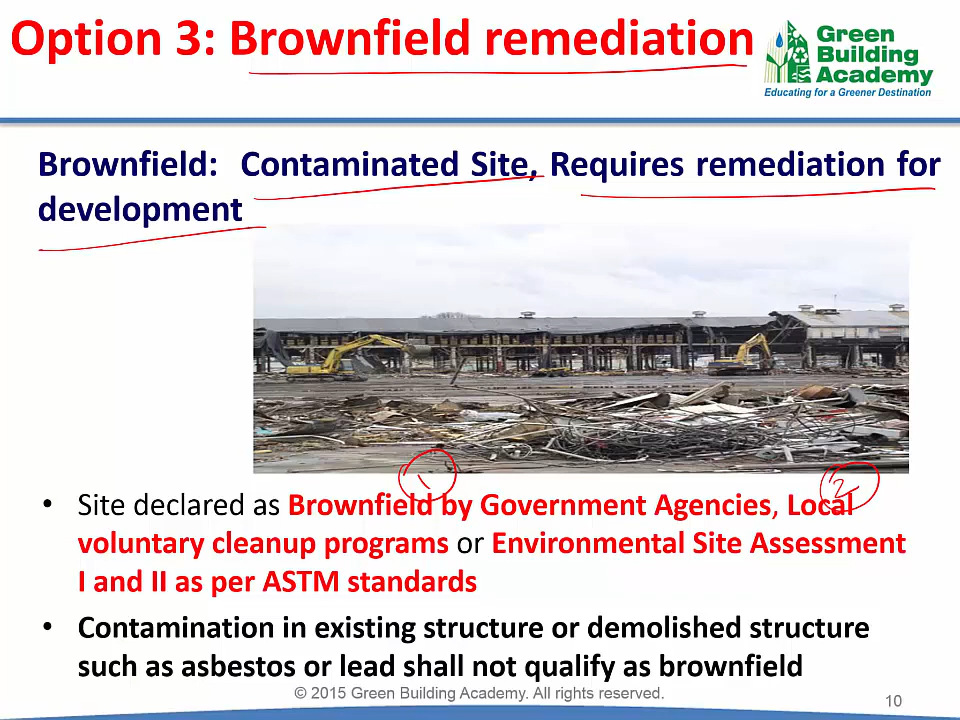 Option 3: Brownfield remediation
Green
Building
Academy
Educating for a Greener Destination
Brownfield: Contaminated Site, Requires remediation for
development
1
2
• Site declared as Brownfield by Government Agencies, Local
voluntary cleanup programs or Environmental Site Assessment
I and II as per ASTM standards
• Contamination in existing structure or demolished structure
such as asbestos or lead shall not qualify as brownfield
© 2015 Green Building Academy. All rights reserved.
10